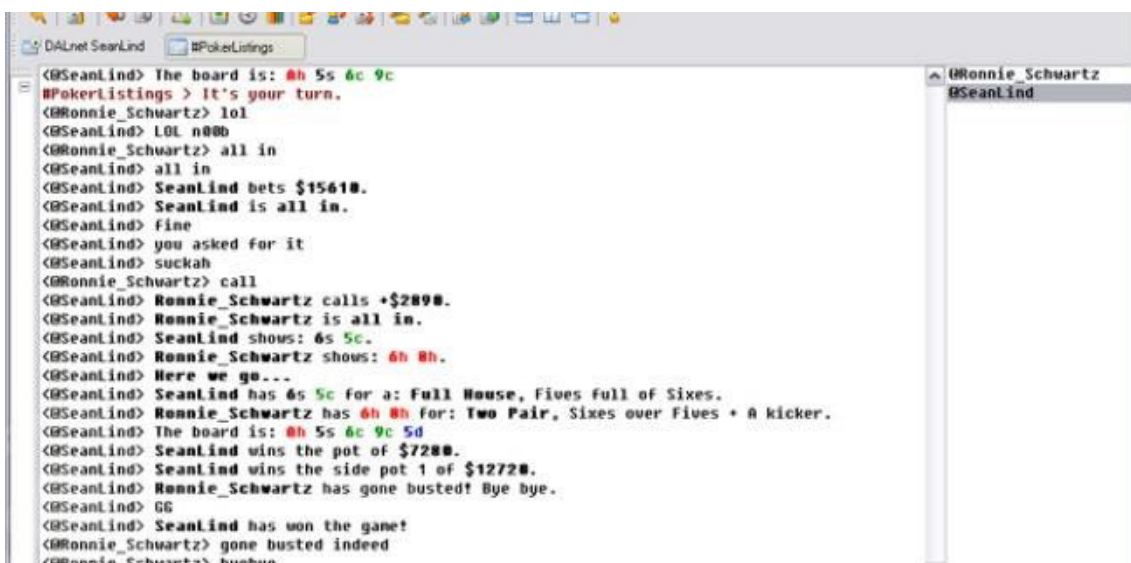 DALnet SeanLind #PokerListings
<@SeanLind> The board is: Ah 5s 6c 9c
#PokerListings > It's your turn.
<@Ronnie_Schwartz> lol
<@SeanLind> LOL n00b
<@Ronnie_Schwartz> all in
<@SeanLind> all in
<@SeanLind> SeanLind bets $15610.
<@SeanLind> SeanLind is all in.
<@SeanLind> fine
<@SeanLind> you asked for it
<@SeanLind> suckah
<@Ronnie_Schwartz> call
<@SeanLind> Ronnie_Schwartz calls +$2890.
<@SeanLind> Ronnie_Schwartz is all in.
<@SeanLind> SeanLind shows: 6s 5c.
<@SeanLind> Ronnie_Schwartz shows: 6h 8h.
<@SeanLind> Here we go...
<@SeanLind> SeanLind has 6s 5c for a: Full House, Fives full of Sixes.
<@SeanLind> Ronnie_Schwartz has 6h 8h for: Two Pair, Sixes over Fives + A kicker.
<@SeanLind> The board is: Ah 5s 6c 9c 5d
<@SeanLind> SeanLind wins the pot of $7280.
<@SeanLind> SeanLind wins the side pot 1 of $12720.
<@SeanLind> Ronnie_Schwartz has gone busted! Bye bye.
<@SeanLind> GG
<@SeanLind> SeanLind has won the game!
<@Ronnie_Schwartz> gone busted indeed
<@Ronnie_Schwartz>
@Ronnie_Schwartz
@SeanLind